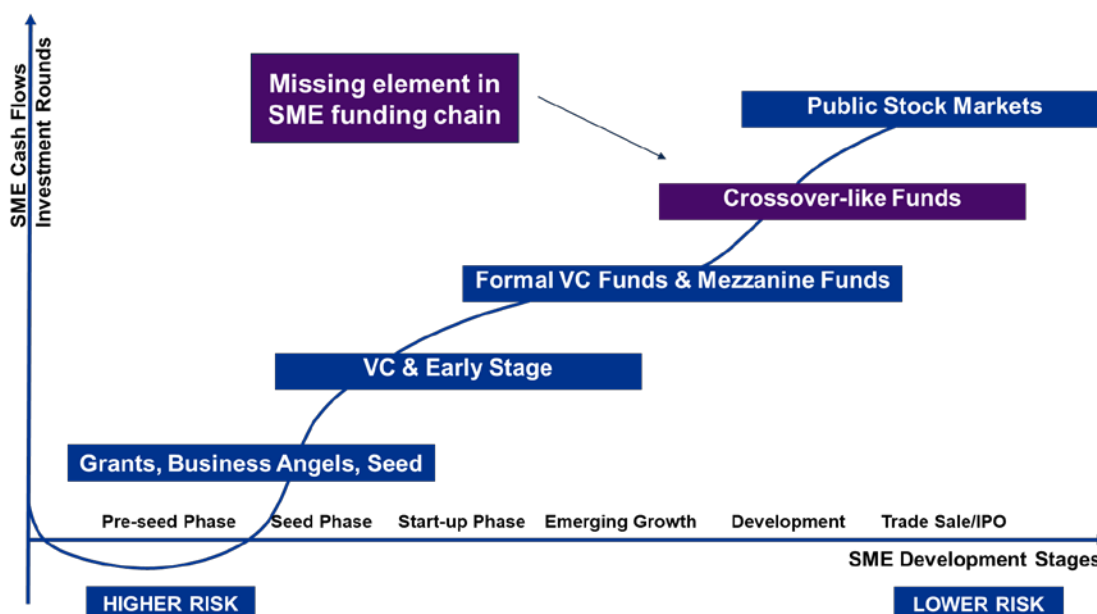 SME Cash Flows
Investment Rounds
Missing element in
SME funding chain
Public Stock Markets
Crossover-like Funds
Formal VC Funds & Mezzanine Funds
VC & Early Stage
Grants, Business Angels, Seed
Pre-seed Phase
Seed Phase
Start-up Phase
Emerging Growth
Development
Trade Sale/IPO
SME Development Stages
HIGHER RISK
LOWER RISK